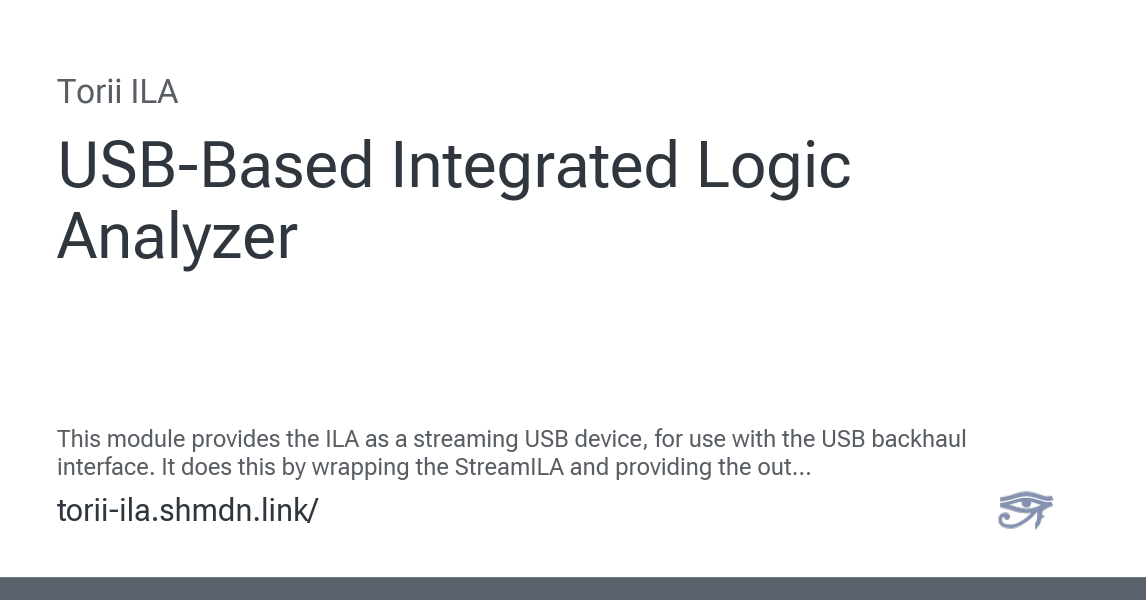 Torii ILA
USB-Based Integrated Logic
Analyzer
This module provides the ILA as a streaming USB device, for use with the USB backhaul
interface. It does this by wrapping the StreamILA and providing the out...
torii-ila.shmdn.link/